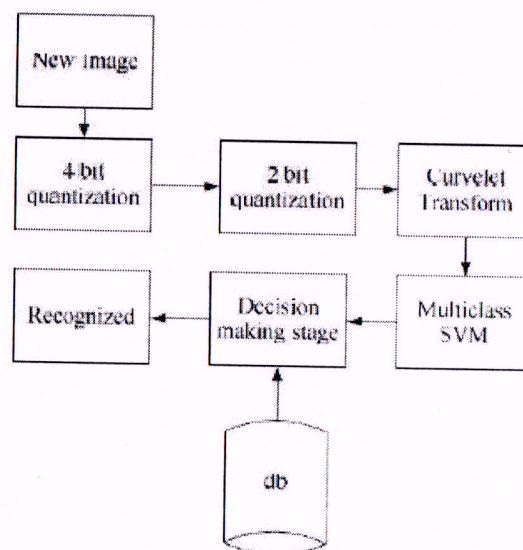 New Image
4 bit
quantization
2 bit
quantization
Curvelet
Transform
Recognized
Decision
making stage
Multiclass
SVM
db